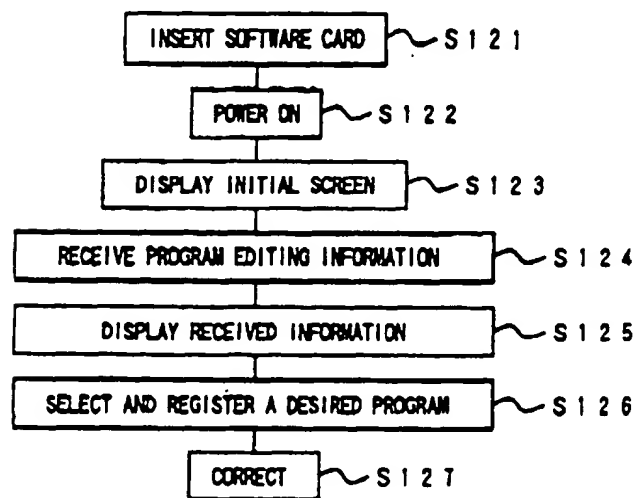 INSERT SOFTWARE CARD S121
POWER ON S122
DISPLAY INITIAL SCREEN S123
RECEIVE PROGRAM EDITING INFORMATION S124
DISPLAY RECEIVED INFORMATION S125
SELECT AND REGISTER A DESIRED PROGRAM S126
CORRECT S127